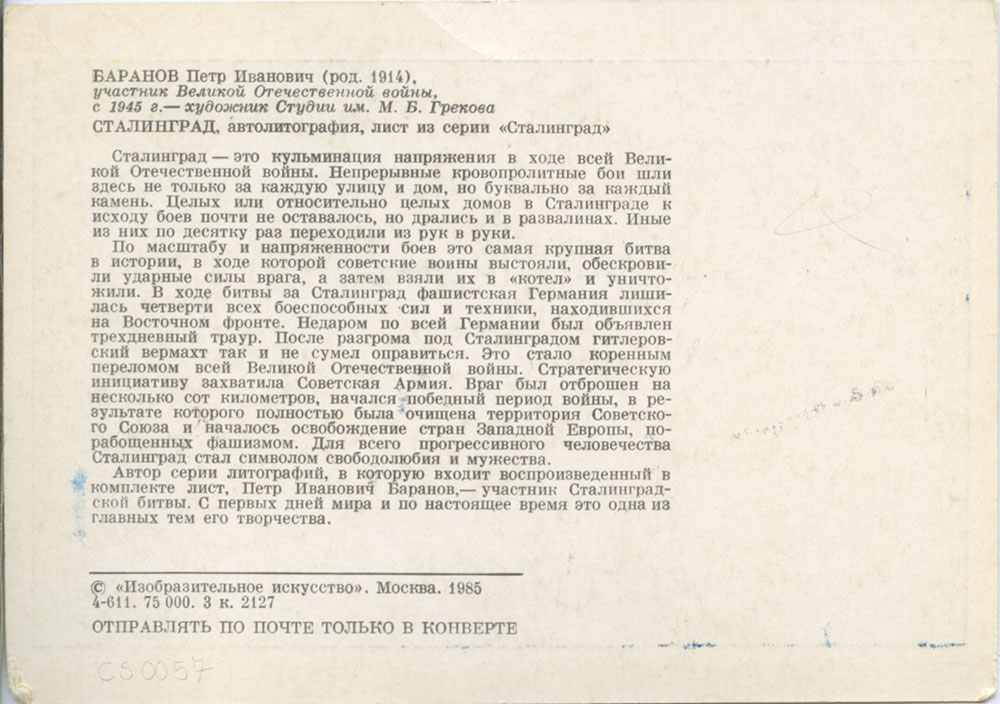 БАРАНОВ Петр Иванович (род. 1914),
участник Великой Отечественной войны,
с 1945 г.— художник Студии им. М. Б. Грекова
СТАЛИНГРАД, автолитография, лист из серии «Сталинград»
Сталинград — это кульминация напряжения в ходе всей Вели-
кой Отечественной войны. Непрерывные кровопролитные бои шли
здесь не только за каждую улицу и дом, но буквально за каждый
камень. Целых или относительно целых домов в Сталинграде к
исходу боев почти не оставалось, но дрались и в развалинах. Иные
из них по десятку раз переходили из рук в руки.
По масштабу и напряженности боев это самая крупная битва
в истории, в ходе которой советские воины выстояли, обескрови-
ли ударные силы врага, а затем взяли их в «котел» и уничто-
жили. В ходе битвы за Сталинград фашистская Германия лиши-
лась четверти всех боеспособных сил и техники, находившихся
на Восточном фронте. Недаром по всей Германии был объявлен
трехдневный траур. После разгрома под Сталинградом гитлеров-
ский вермахт так и не сумел оправиться. Это стало коренным
переломом всей Великой Отечественной войны. Стратегическую
инициативу захватила Советская Армия. Враг был отброшен на
несколько сот километров, начался победный период войны, в ре-
зультате которого полностью была очищена территория Советско-
го Союза и началось освобождение стран Западной Европы, по-
рабощенных фашизмом. Для всего прогрессивного человечества
Сталинград стал символом свободолюбия и мужества.
Автор серии литографий, в которую входит воспроизведенный в
комплекте лист, Петр Иванович Баранов,— участник Сталинград-
ской битвы. С первых дней мира и по настоящее время это одна из
главных тем его творчества.
© «Изобразительное искусство». Москва. 1985
4-611. 75 000. 3 к. 2127
ОТПРАВЛЯТЬ ПО ПОЧТЕ ТОЛЬКО В КОНВЕРТЕ
CS0057